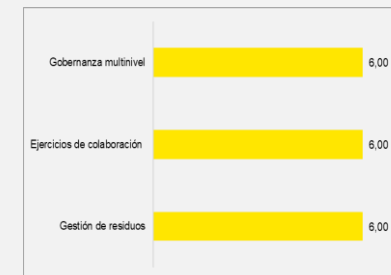 Gobernanza multinivel 6,00
Ejercicios de colaboración 6,00
Gestión de residuos 6,00